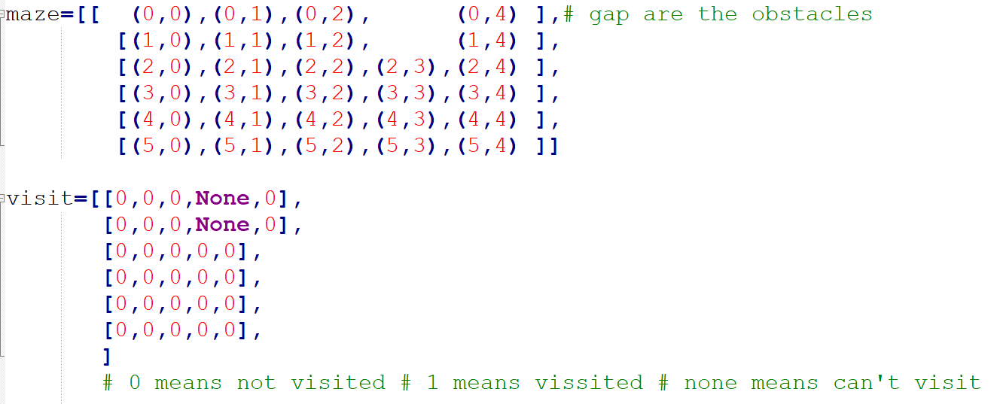 maze=[[  (0,0),(0,1),(0,2),      (0,4) ],# gap are the obstacles
[(1,0),(1,1),(1,2),      (1,4) ],
[(2,0),(2,1),(2,2),(2,3),(2,4) ],
[(3,0),(3,1),(3,2),(3,3),(3,4) ],
[(4,0),(4,1),(4,2),(4,3),(4,4) ],
[(5,0),(5,1),(5,2),(5,3),(5,4) ]]
visit=[[0,0,0,None,0],
[0,0,0,None,0],
[0,0,0,0,0],
[0,0,0,0,0],
[0,0,0,0,0],
[0,0,0,0,0],
]
# 0 means not visited # 1 means vissited # none means can't visit